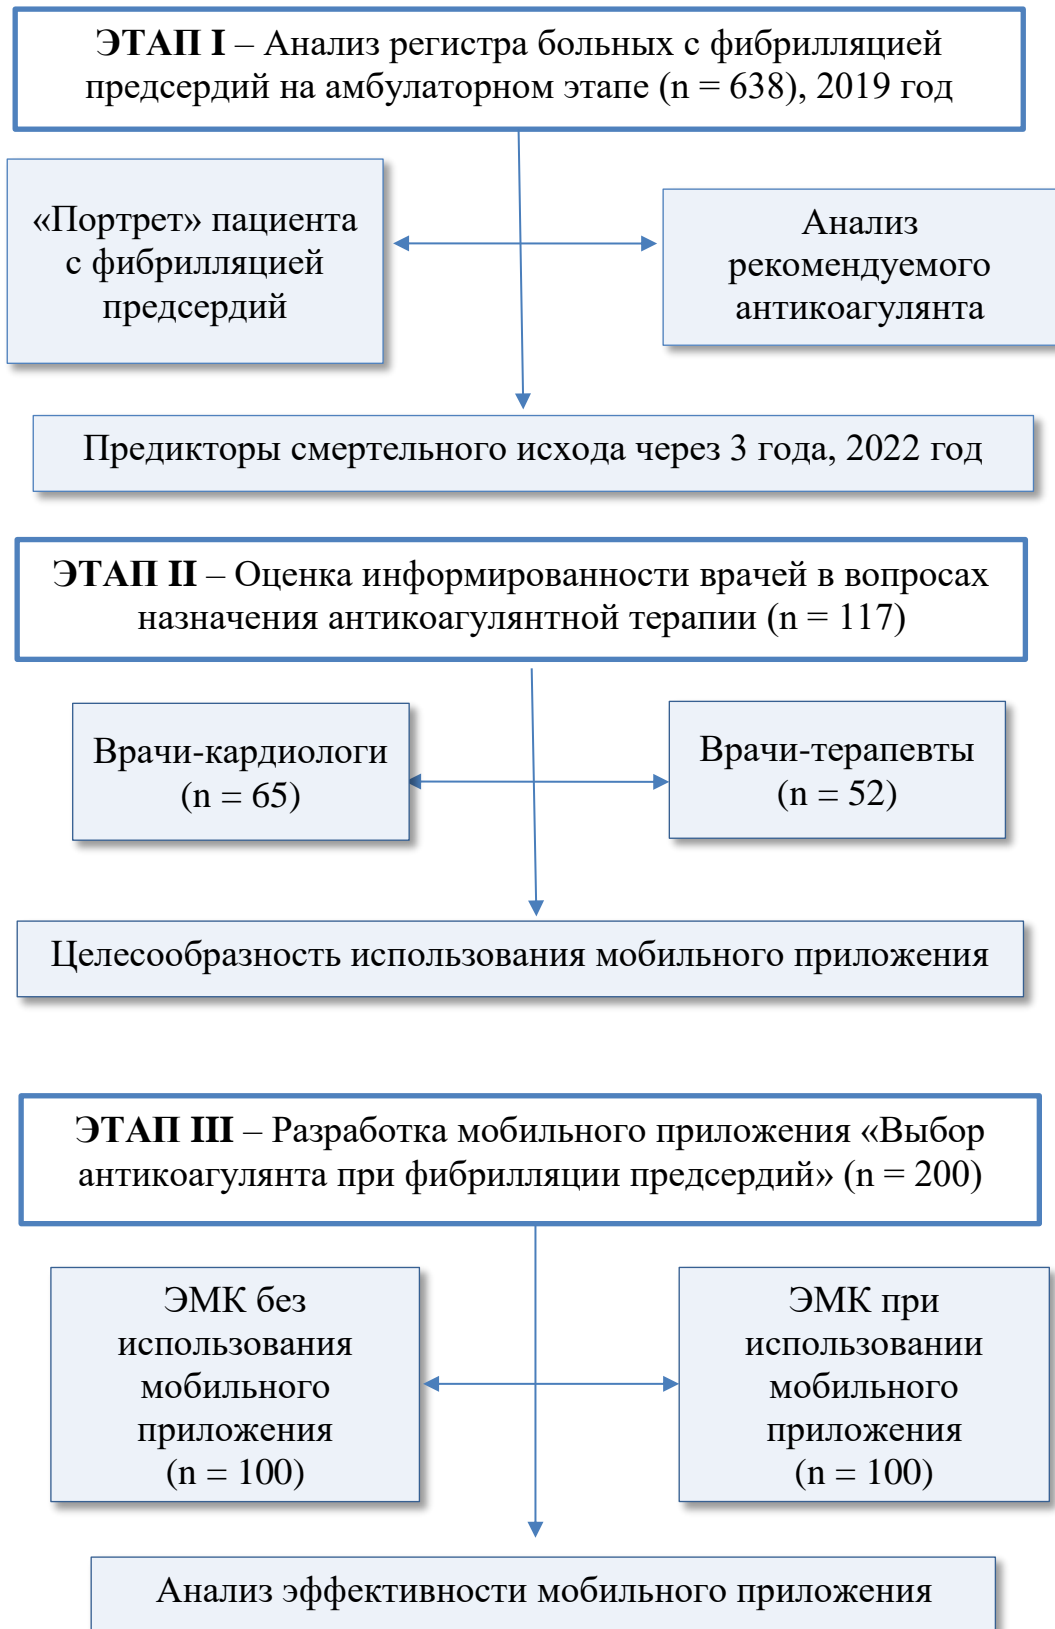 ЭТАП I – Анализ регистра больных с фибрилляцией
предсердий на амбулаторном этапе (n = 638), 2019 год
«Портрет» пациента
с фибрилляцией
предсердий
Анализ
рекомендуемого
антикоагулянта
Предикторы смертельного исхода через 3 года, 2022 год
ЭТАП II – Оценка информированности врачей в вопросах
назначения антикоагулянтной терапии (n = 117)
Врачи-кардиологи
(n = 65)
Врачи-терапевты
(n = 52)
Целесообразность использования мобильного приложения
ЭТАП III – Разработка мобильного приложения «Выбор
антикоагулянта при фибрилляции предсердий» (n = 200)
ЭМК без
использования
мобильного
приложения
(n = 100)
ЭМК при
использовании
мобильного
приложения
(n = 100)
Анализ эффективности мобильного приложения